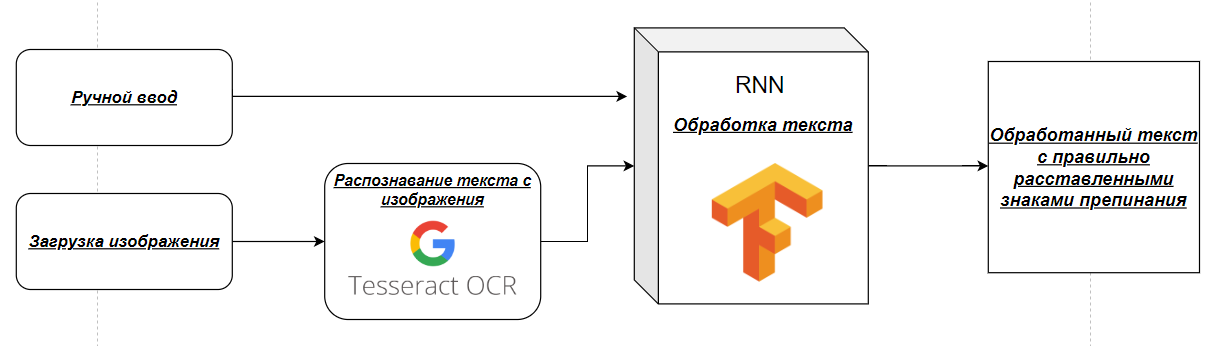 Ручной ввод
Загрузка изображения
Распознавание текста с
изображения
Tesseract OCR
RNN
Обработка текста
Обработанный текст
с правильно
расставленными
знаками препинания